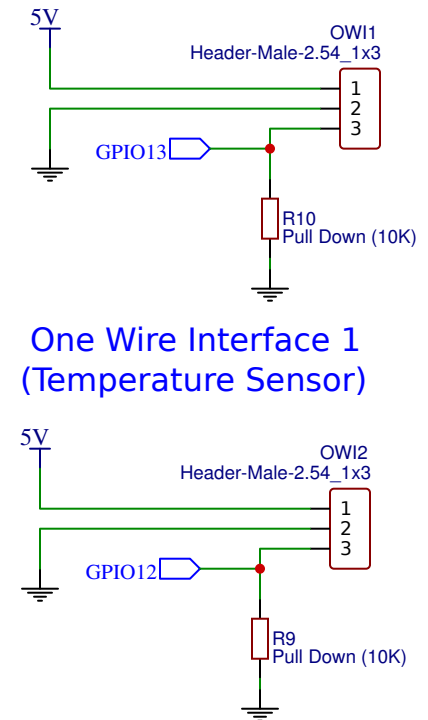 5V
OWI1
Header-Male-2.54_1x3
1
2
3
GPIO13
R10
Pull Down (10K)
One Wire Interface 1
(Temperature Sensor)
5V
OWI2
Header-Male-2.54_1x3
1
2
3
GPIO12
R9
Pull Down (10K)